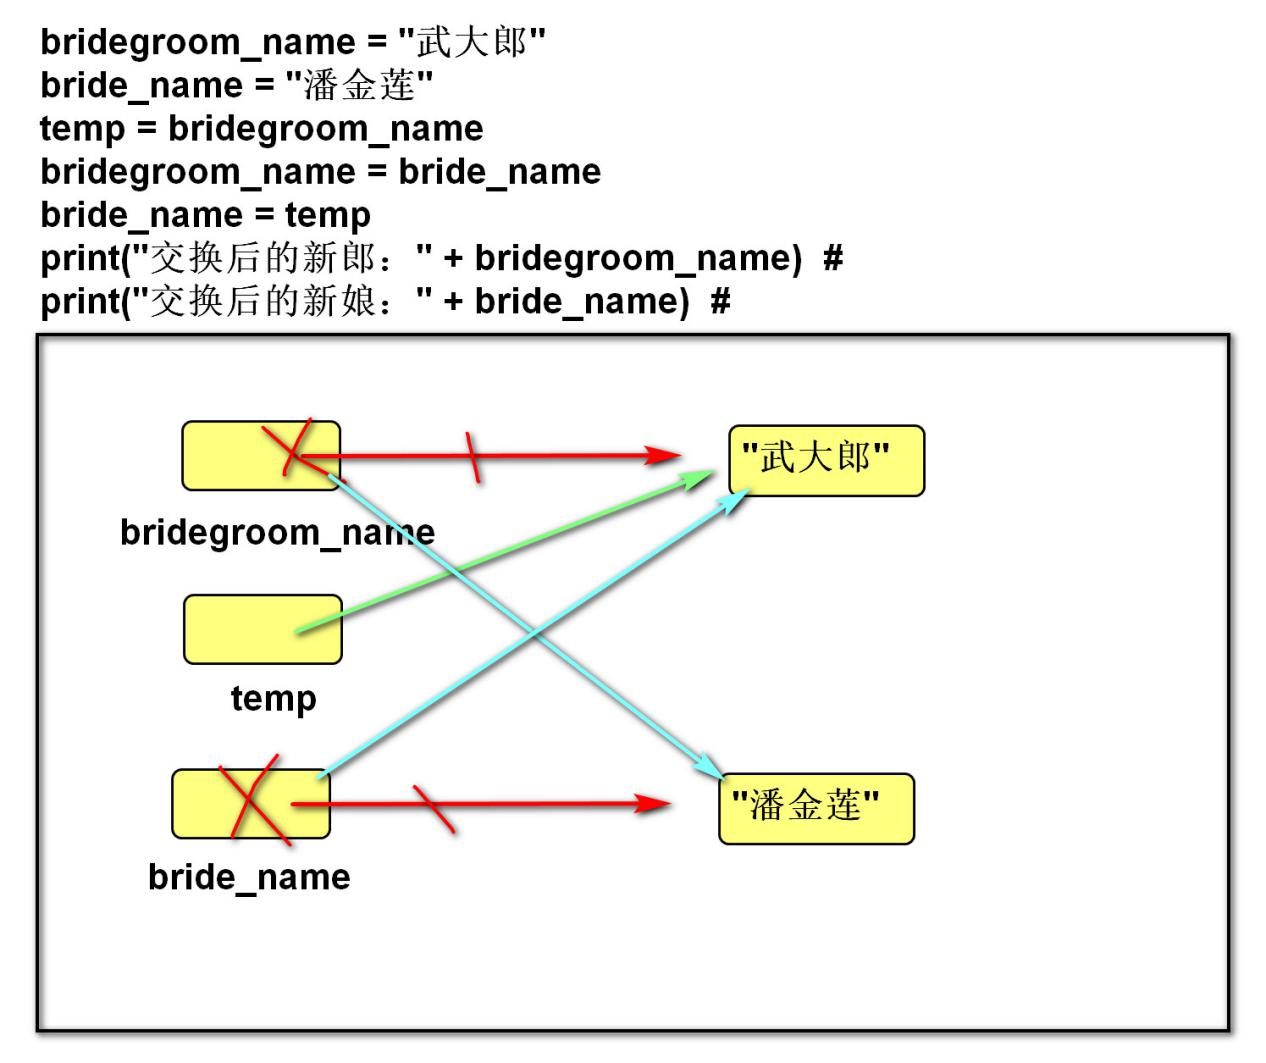 bridegroom_name = "武大郎"
bride_name = "潘金莲"
temp = bridegroom_name
bridegroom_name = bride_name
bride_name = temp
print("交换后的新郎：" + bridegroom_name)  #
print("交换后的新娘：" + bride_name)  #
"武大郎"
bridegroom_name
temp
"潘金莲"
bride_name